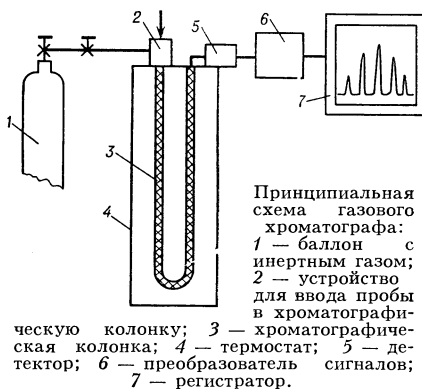 2
5
6
7
1
3
4
Принципиальная
схема газового
хроматографа:
1 — баллон с
инертным газом;
2 — устройство
для ввода пробы
в хроматографи-
ческую колонку; 3 — хроматографиче-
ская колонка; 4 — термостат; 5 — де-
тектор; 6 — преобразователь сигналов;
7 — регистратор.